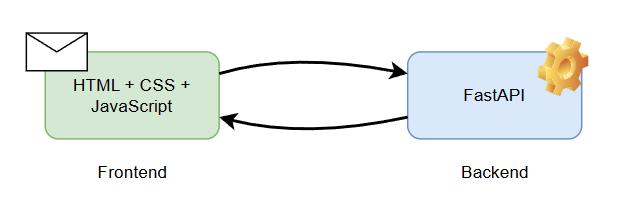 HTML + CSS +
JavaScript
FastAPI
Frontend
Backend